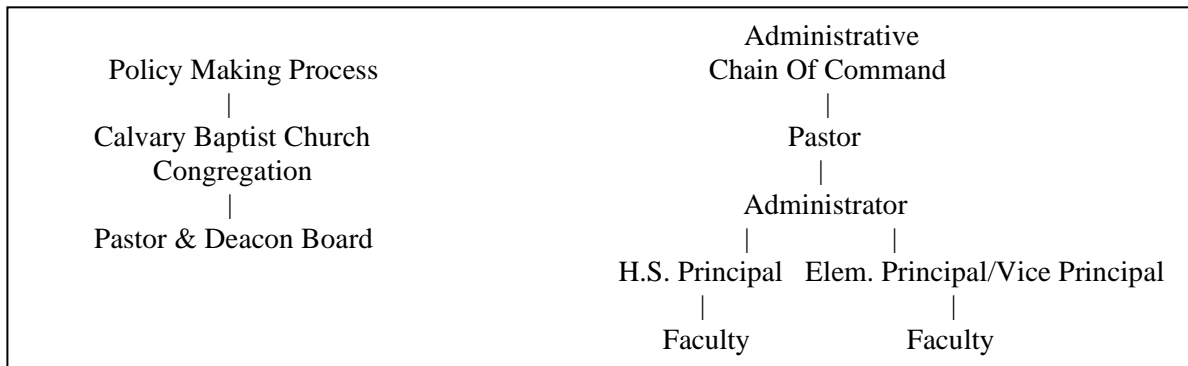 Policy Making Process
|
Calvary Baptist Church
Congregation
|
Pastor & Deacon Board
Administrative
Chain Of Command
|
Pastor
|
Administrator
| |
H.S. Principal Elem. Principal/Vice Principal
| |
Faculty Faculty